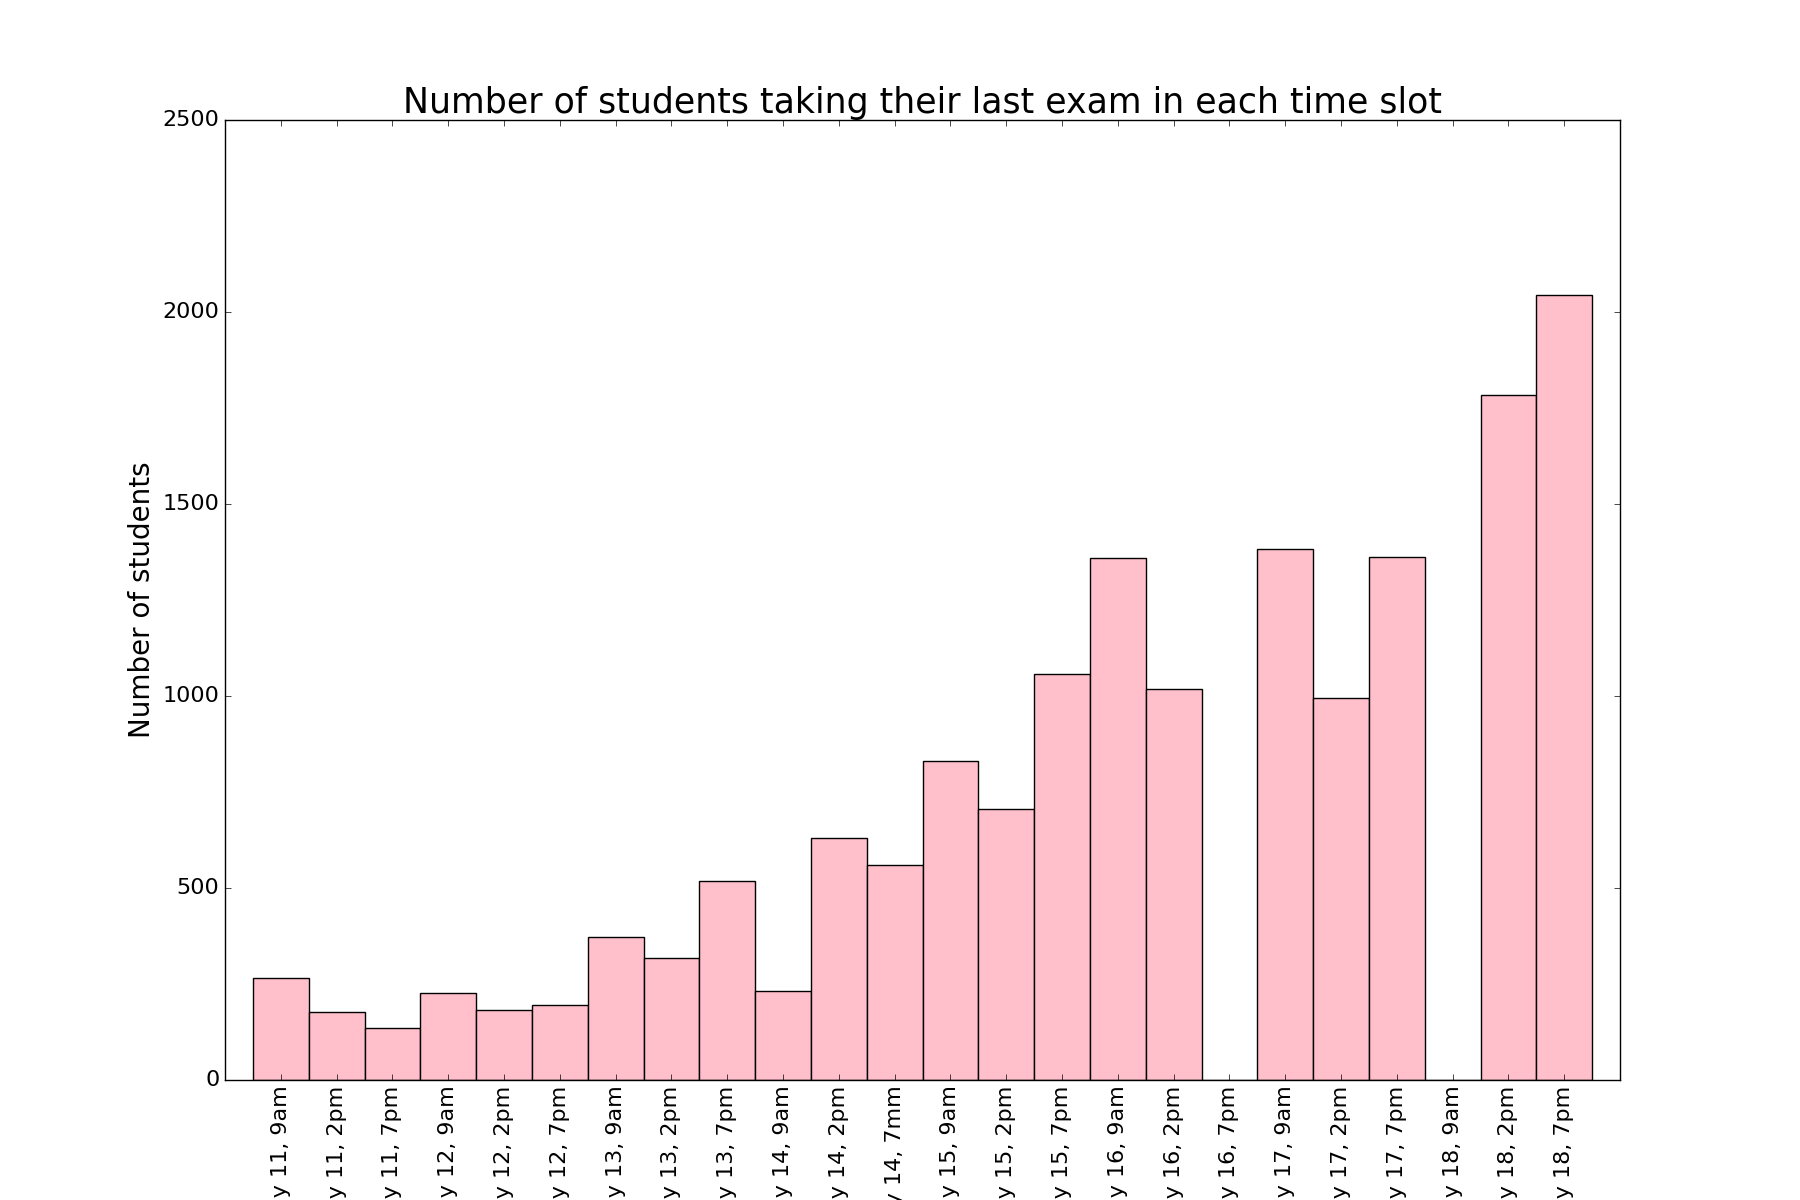 Number of students taking their last exam in each time slot
Number of students
2500
2000
1500
1000
500
0
y 11, 9am
y 11, 2pm
y 11, 7pm
y 12, 9am
y 12, 2pm
y 12, 7pm
y 13, 9am
y 13, 2pm
y 13, 7pm
y 14, 9am
y 14, 2pm
y 14, 7mm
y 15, 9am
y 15, 2pm
y 15, 7pm
y 16, 9am
y 16, 2pm
y 16, 7pm
y 17, 9am
y 17, 2pm
y 17, 7pm
y 18, 9am
y 18, 2pm
y 18, 7pm